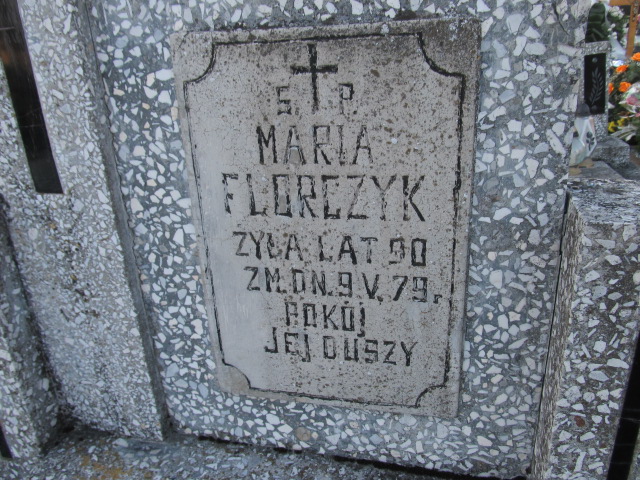 Ś. P.
MARIA
FLORCZYK
ŻYŁA LAT 90
ZM. DN. 9 V. 79 r.
POKÓJ
JEJ DUSZY